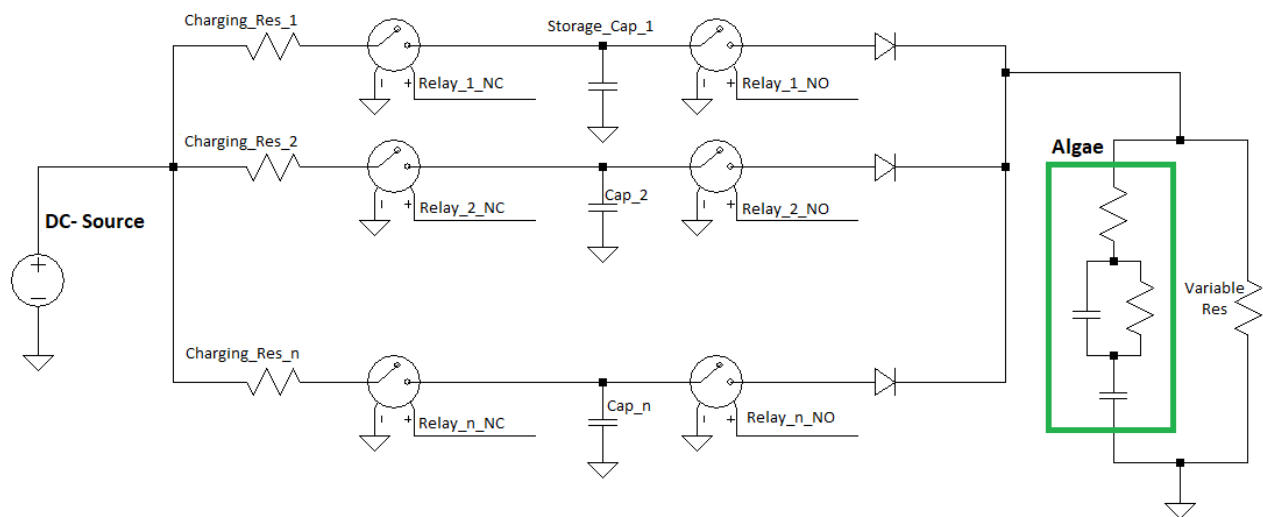 Charging_Res_1
Storage_Cap_1
Relay_1_NC
Relay_1_NO
Charging_Res_2
Algae
Cap_2
Relay_2_NC
Relay_2_NO
DC- Source
Variable
Res
Charging_Res_n
Cap_n
Relay_n_NC
Relay_n_NO